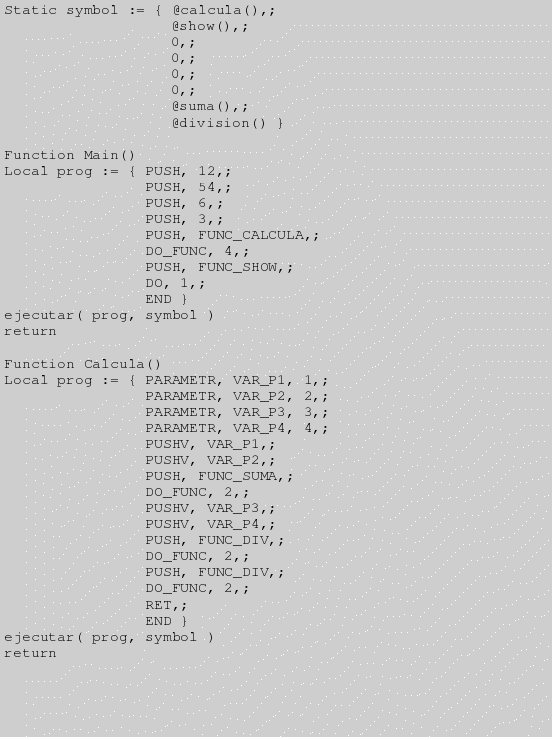 Static symbol := { @calcula(),;
@show(),;
0,;
0,;
0,;
0,;
@suma(),;
@division() }
Function Main()
Local prog := { PUSH, 12,;
PUSH, 54,;
PUSH, 6,;
PUSH, 3,;
PUSH, FUNC_CALCULA,;
DO_FUNC, 4,;
PUSH, FUNC_SHOW,;
DO, 1,;
END }
ejecutar( prog, symbol )
return
Function Calcula()
Local prog := { PARAMETR, VAR_P1, 1,;
PARAMETR, VAR_P2, 2,;
PARAMETR, VAR_P3, 3,;
PARAMETR, VAR_P4, 4,;
PUSHV, VAR_P1,;
PUSHV, VAR_P2,;
PUSH, FUNC_SUMA,;
DO_FUNC, 2,;
PUSHV, VAR_P3,;
PUSHV, VAR_P4,;
PUSH, FUNC_DIV,;
DO_FUNC, 2,;
PUSH, FUNC_DIV,;
DO_FUNC, 2,;
RET,;
END }
ejecutar( prog, symbol )
return